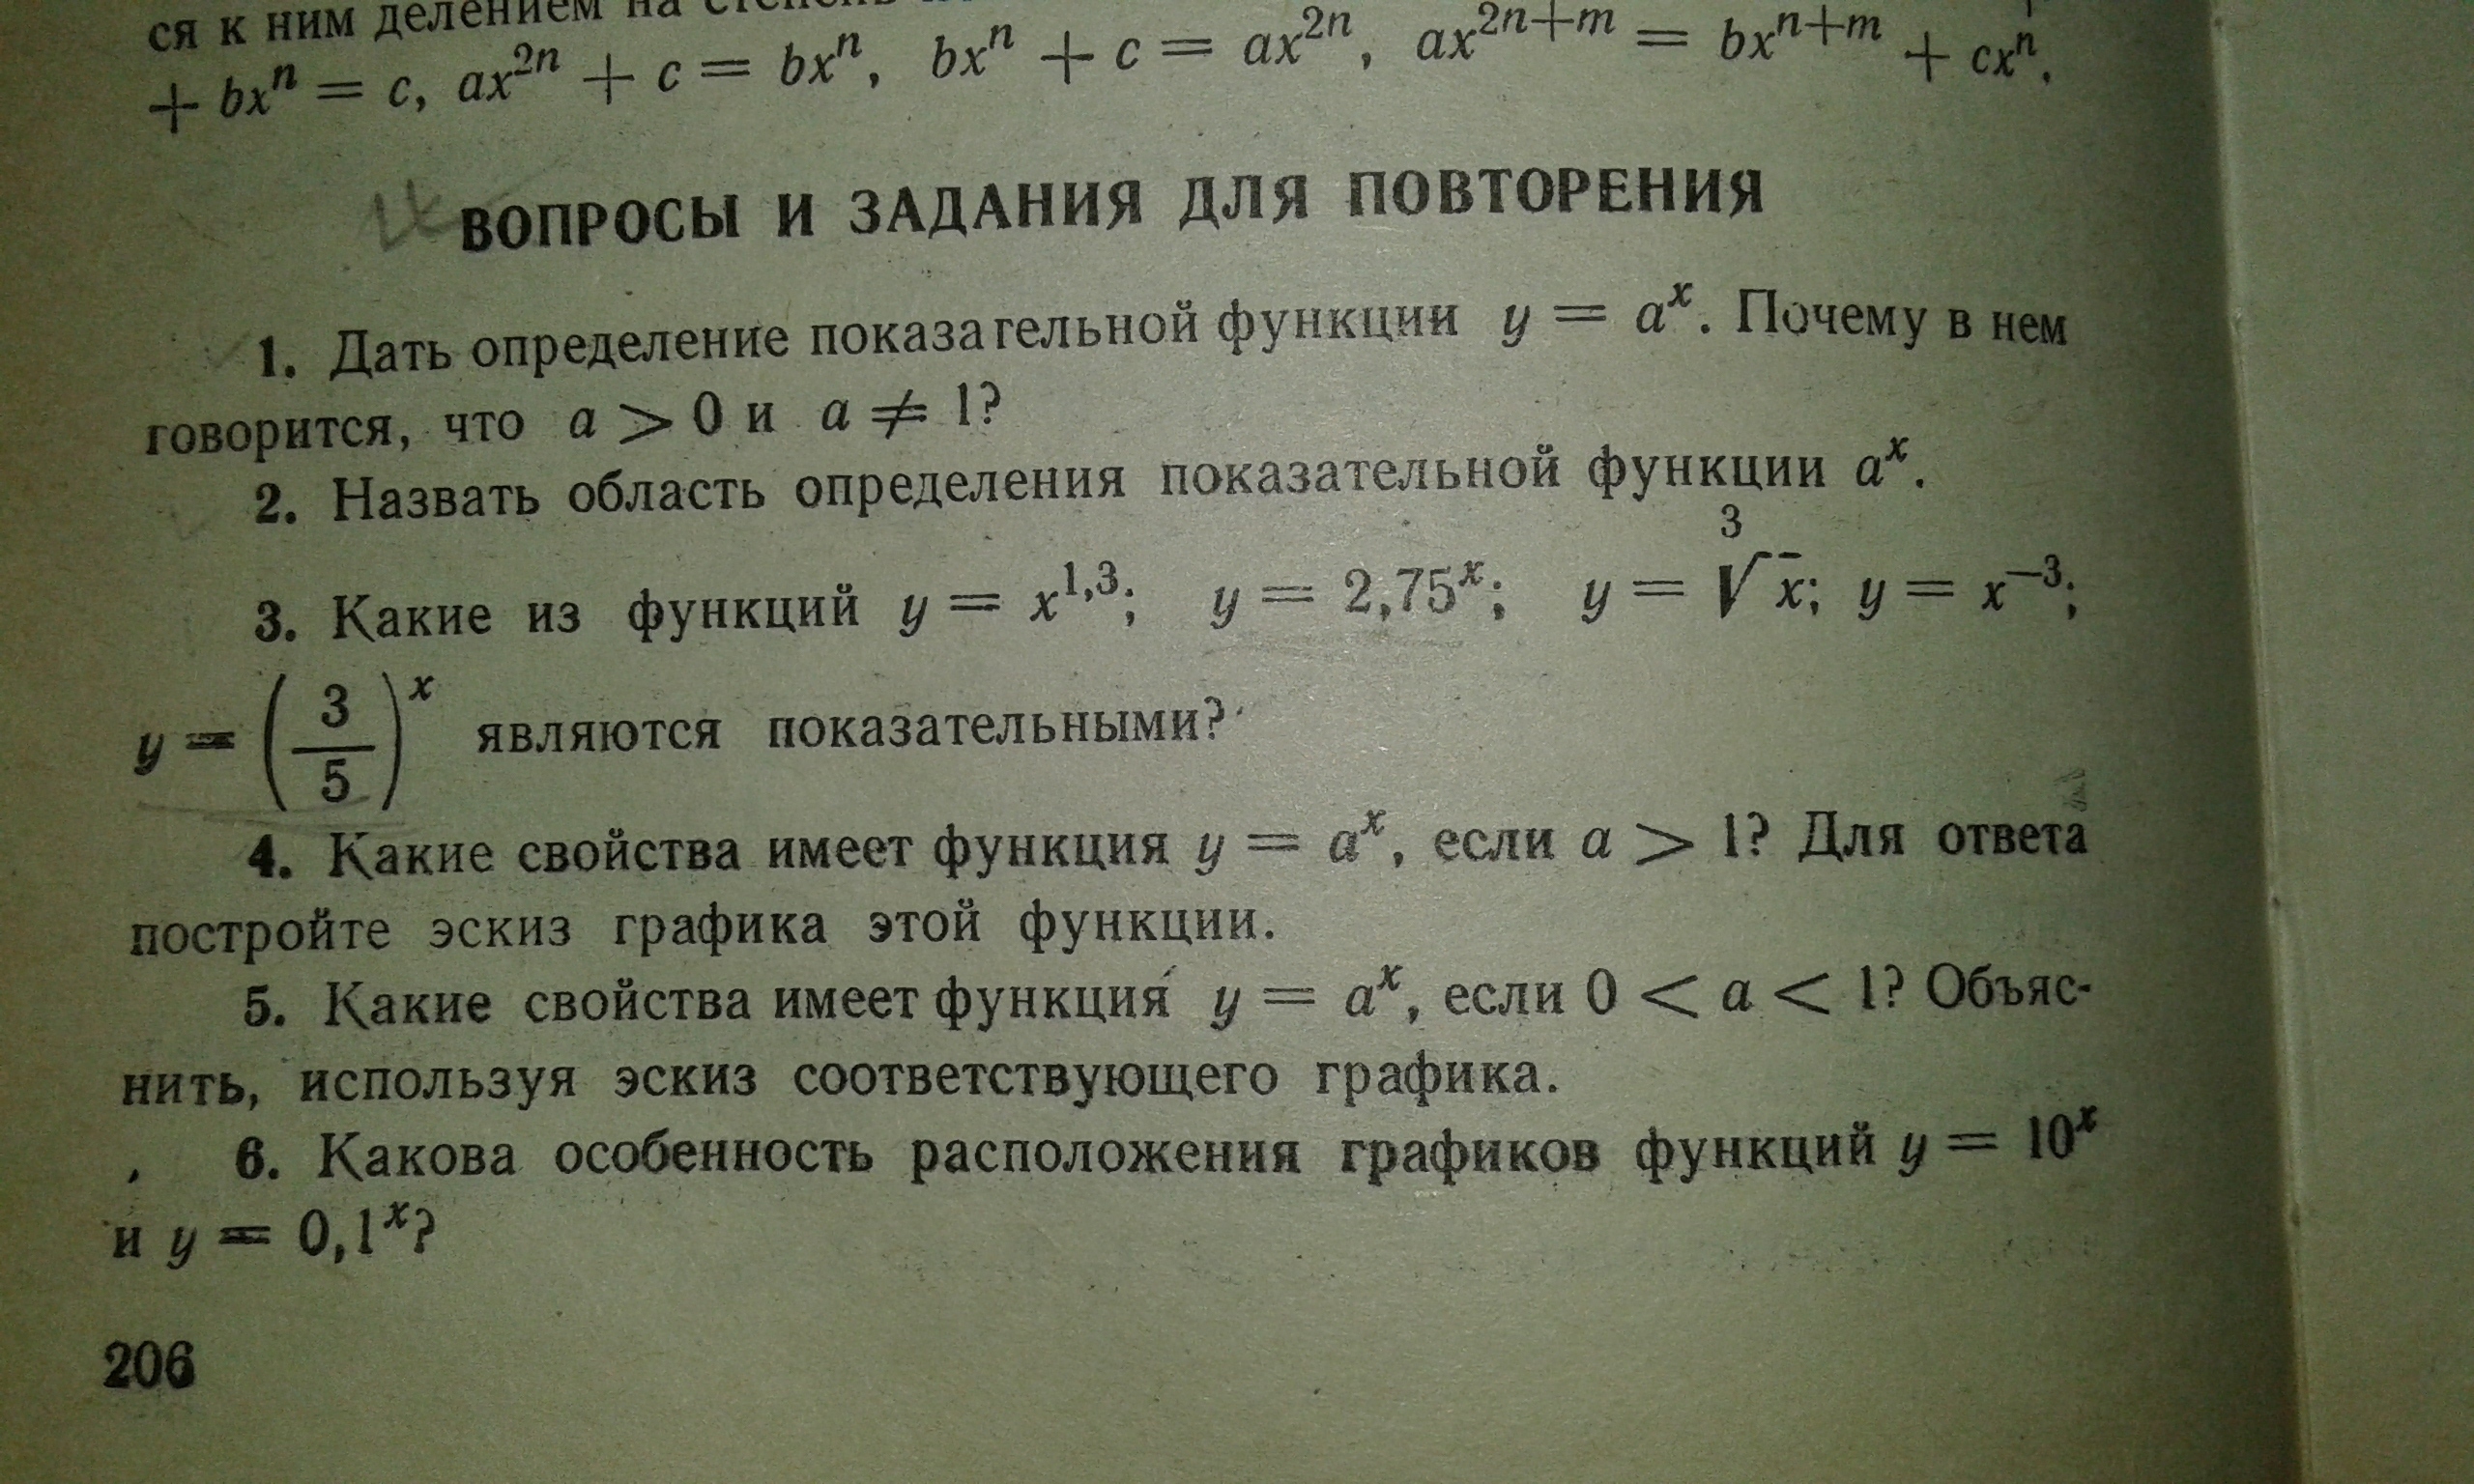 ся к ним делением на степень
+ bxⁿ = c, ax²ⁿ + c = bxⁿ, bxⁿ + c = ax²ⁿ, ax²ⁿ⁺ᵐ = bxⁿ⁺ᵐ + cxⁿ.
ВОПРОСЫ И ЗАДАНИЯ ДЛЯ ПОВТОРЕНИЯ
1. Дать определение показательной функции y = aˣ. Почему в нем
говорится, что a > 0 и a ≠ 1?
2. Назвать область определения показательной функции aˣ.
3. Какие из функций y = x^1,3; y = 2,75ˣ; y = ∛x; y = x⁻³;
y = (3/5)ˣ являются показательными?
4. Какие свойства имеет функция y = aˣ, если a > 1? Для ответа
постройте эскиз графика этой функции.
5. Какие свойства имеет функция y = aˣ, если 0 < a < 1? Объяс-
нить, используя эскиз соответствующего графика.
6. Какова особенность расположения графиков функций y = 10ˣ
и y = 0,1ˣ?
206